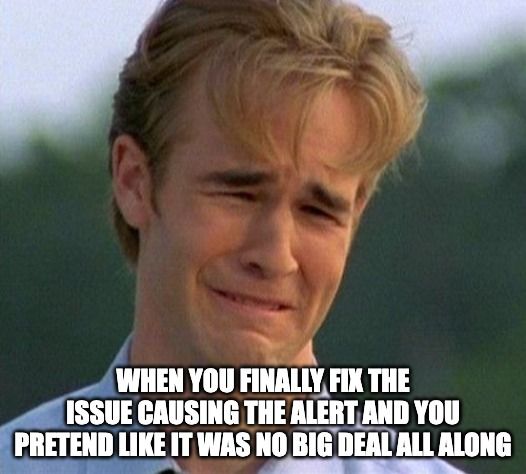 WHEN YOU FINALLY FIX THE
ISSUE CAUSING THE ALERT AND YOU
PRETEND LIKE IT WAS NO BIG DEAL ALL ALONG